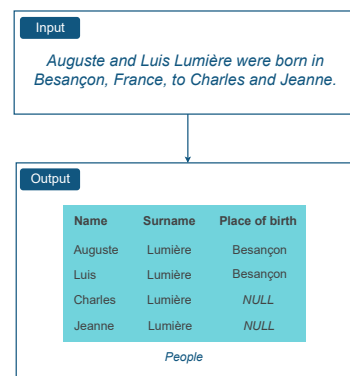 Input
Auguste and Luis Lumière were born in
Besançon, France, to Charles and Jeanne.
Output
Name Surname Place of birth
Auguste Lumière Besançon
Luis Lumière Besançon
Charles Lumière NULL
Jeanne Lumière NULL
People